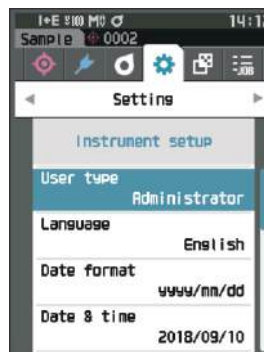 I+E
14:1
Sample 0002
JOB
Setting
Instrument setup
User type
Administrator
Language
English
Date format
yyyy/mm/dd
Date & time
2018/09/10